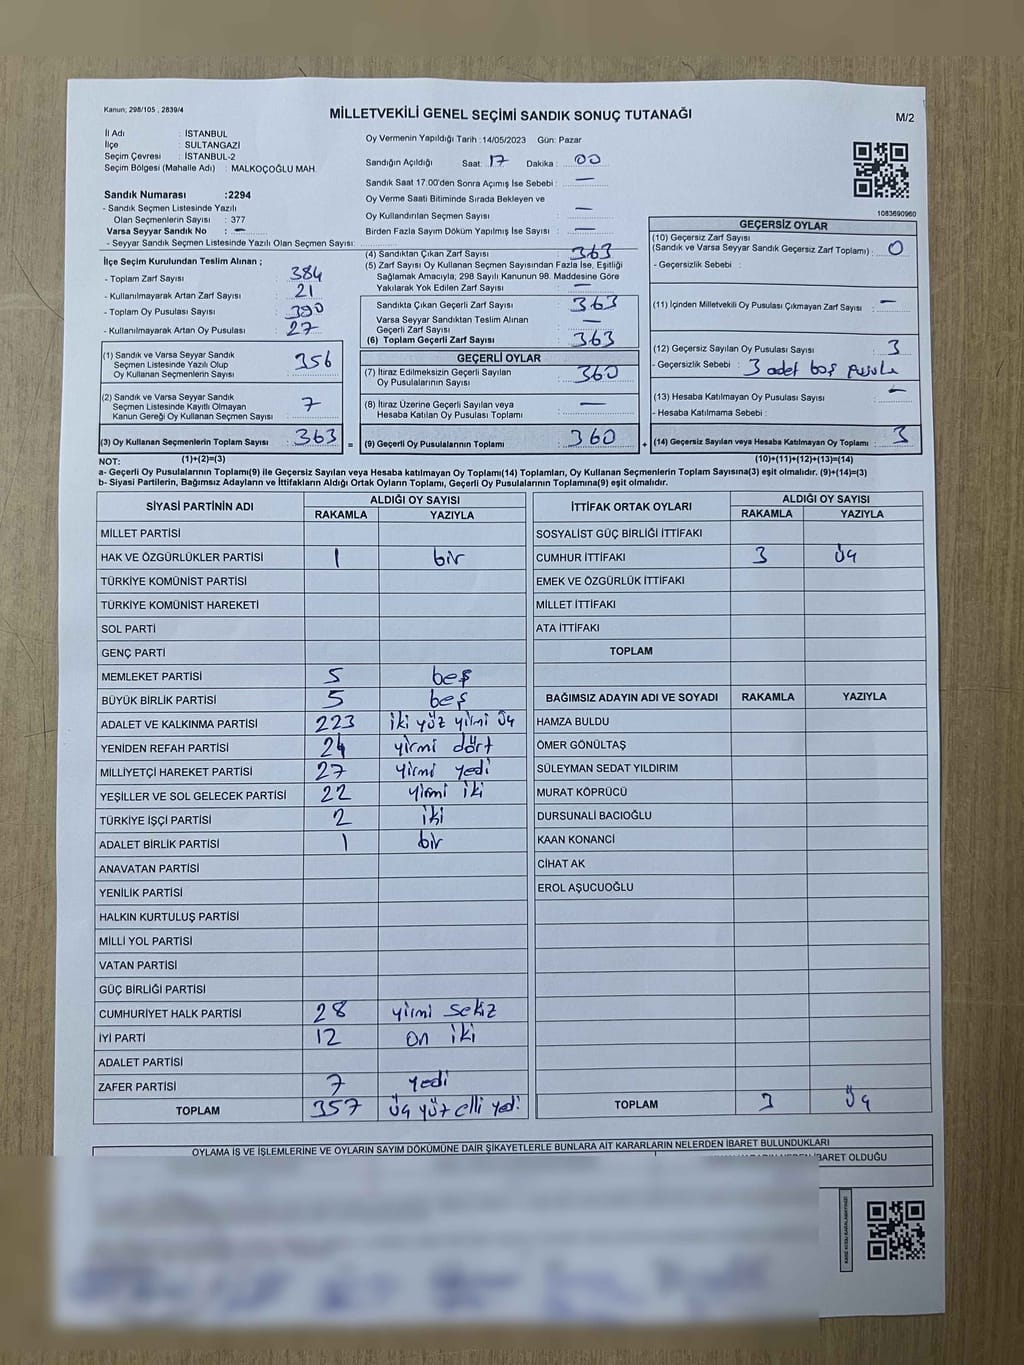 Kanun; 298/105 , 2839/4
MİLLETVEKİLİ GENEL SEÇİMİ SANDIK SONUÇ TUTANAĞI
M/2
İl Adı : İSTANBUL
İlçe : SULTANGAZİ
Seçim Çevresi : İSTANBUL-2
Seçim Bölgesi (Mahalle Adı) : MALKOÇOĞLU MAH.
Oy Vermenin Yapıldığı Tarih : 14/05/2023 Gün: Pazar
Sandığın Açıldığı Saat: 17 Dakika : 00
Sandık Saat 17.00'den Sonra Açımış İse Sebebi : —
Oy Verme Saati Bitiminde Sırada Bekleyen ve
Oy Kullandırılan Seçmen Sayısı : —
Birden Fazla Sayım Döküm Yapılmış İse Sayısı : —
Sandık Numarası :2294
- Sandık Seçmen Listesinde Yazılı
Olan Seçmenlerin Sayısı : 377
Varsa Seyyar Sandık No : —
- Seyyar Sandık Seçmen Listesinde Yazılı Olan Seçmen Sayısı:
1083690960
İlçe Seçim Kurulundan Teslim Alınan ;
- Toplam Zarf Sayısı : 384
- Kullanılmayarak Artan Zarf Sayısı : 21
- Toplam Oy Pusulası Sayısı : 390
- Kullanılmayarak Artan Oy Pusulası : 27
(1) Sandık ve Varsa Seyyar Sandık
Seçmen Listesinde Yazılı Olup
Oy Kullanan Seçmenlerin Sayısı : 356
(2) Sandık ve Varsa Seyyar Sandık
Seçmen Listesinde Kayıtlı Olmayan
Kanun Gereği Oy Kullanan Seçmen Sayısı : 7
(3) Oy Kullanan Seçmenlerin Toplam Sayısı : 363 =
(1)+(2)=(3)
(4) Sandıktan Çıkan Zarf Sayısı : 363
(5) Zarf Sayısı Oy Kullanan Seçmen Sayısından Fazla İse, Eşitliği
Sağlamak Amacıyla; 298 Sayılı Kanunun 98. Maddesine Göre
Yakılarak Yok Edilen Zarf Sayısı : —
Sandıkta Çıkan Geçerli Zarf Sayısı : 363
Varsa Seyyar Sandıktan Teslim Alınan
Geçerli Zarf Sayısı : —
(6) Toplam Geçerli Zarf Sayısı : 363
GEÇERLİ OYLAR
(7) İtiraz Edilmeksizin Geçerli Sayılan
Oy Pusulalarının Sayısı : 360
(8) İtiraz Üzerine Geçerli Sayılan veya
Hesaba Katılan Oy Pusulası Toplamı : —
(9) Geçerli Oy Pusulalarının Toplamı : 360 +
GEÇERSİZ OYLAR
(10) Geçersiz Zarf Sayısı
(Sandık ve Varsa Seyyar Sandık Geçersiz Zarf Toplamı) : 0
- Geçersizlik Sebebi :
(11) İçinden Milletvekili Oy Pusulası Çıkmayan Zarf Sayısı : —
(12) Geçersiz Sayılan Oy Pusulası Sayısı : 3
- Geçersizlik Sebebi : 3 adet boş pusula
(13) Hesaba Katılmayan Oy Pusulası Sayısı : —
- Hesaba Katılmama Sebebi :
(14) Geçersiz Sayılan veya Hesaba Katılmayan Oy Toplamı : 3
(10)+(11)+(12)+(13)=(14)
NOT:
a- Geçerli Oy Pusulalarının Toplamı(9) ile Geçersiz Sayılan veya Hesaba katılmayan Oy Toplamı(14) Toplamları, Oy Kullanan Seçmenlerin Toplam Sayısına(3) eşit olmalıdır. (9)+(14)=(3)
b- Siyasi Partilerin, Bağımsız Adayların ve İttifakların Aldığı Ortak Oyların Toplamı, Geçerli Oy Pusulalarının Toplamına(9) eşit olmalıdır.
SİYASİ PARTİNİN ADI ALDIĞI OY SAYISI
RAKAMLA YAZIYLA
MİLLET PARTİSİ
HAK VE ÖZGÜRLÜKLER PARTİSİ 1 bir
TÜRKİYE KOMÜNİST PARTİSİ
TÜRKİYE KOMÜNİST HAREKETİ
SOL PARTİ
GENÇ PARTİ
MEMLEKET PARTİSİ 5 beş
BÜYÜK BİRLİK PARTİSİ 5 beş
ADALET VE KALKINMA PARTİSİ 223 iki yüz yirmi üç
YENİDEN REFAH PARTİSİ 24 yirmi dört
MİLLİYETÇİ HAREKET PARTİSİ 27 yirmi yedi
YEŞİLLER VE SOL GELECEK PARTİSİ 22 yirmi iki
TÜRKİYE İŞÇİ PARTİSİ 2 iki
ADALET BİRLİK PARTİSİ 1 bir
ANAVATAN PARTİSİ
YENİLİK PARTİSİ
HALKIN KURTULUŞ PARTİSİ
MİLLİ YOL PARTİSİ
VATAN PARTİSİ
GÜÇ BİRLİĞİ PARTİSİ
CUMHURİYET HALK PARTİSİ 28 yirmi sekiz
İYİ PARTİ 12 on iki
ADALET PARTİSİ
ZAFER PARTİSİ 7 yedi
TOPLAM 357 üç yüz elli yedi
İTTİFAK ORTAK OYLARI ALDIĞI OY SAYISI
RAKAMLA YAZIYLA
SOSYALİST GÜÇ BİRLİĞİ İTTİFAKI
CUMHUR İTTİFAKI 3 üç
EMEK VE ÖZGÜRLÜK İTTİFAKI
MİLLET İTTİFAKI
ATA İTTİFAKI
TOPLAM
BAĞIMSIZ ADAYIN ADI VE SOYADI RAKAMLA YAZIYLA
HAMZA BULDU
ÖMER GÖNÜLTAŞ
SÜLEYMAN SEDAT YILDIRIM
MURAT KÖPRÜCÜ
DURSUNALİ BACIOĞLU
KAAN KONANCİ
CİHAT AK
EROL AŞUCUOĞLU
TOPLAM 3 üç
OYLAMA İŞ VE İŞLEMLERİNE VE OYLARIN SAYIM DÖKÜMÜNE DAİR ŞİKAYETLERLE BUNLARA AİT KARARLARIN NELERDEN İBARET BULUNDUKLARI
İBARET OLDUĞU